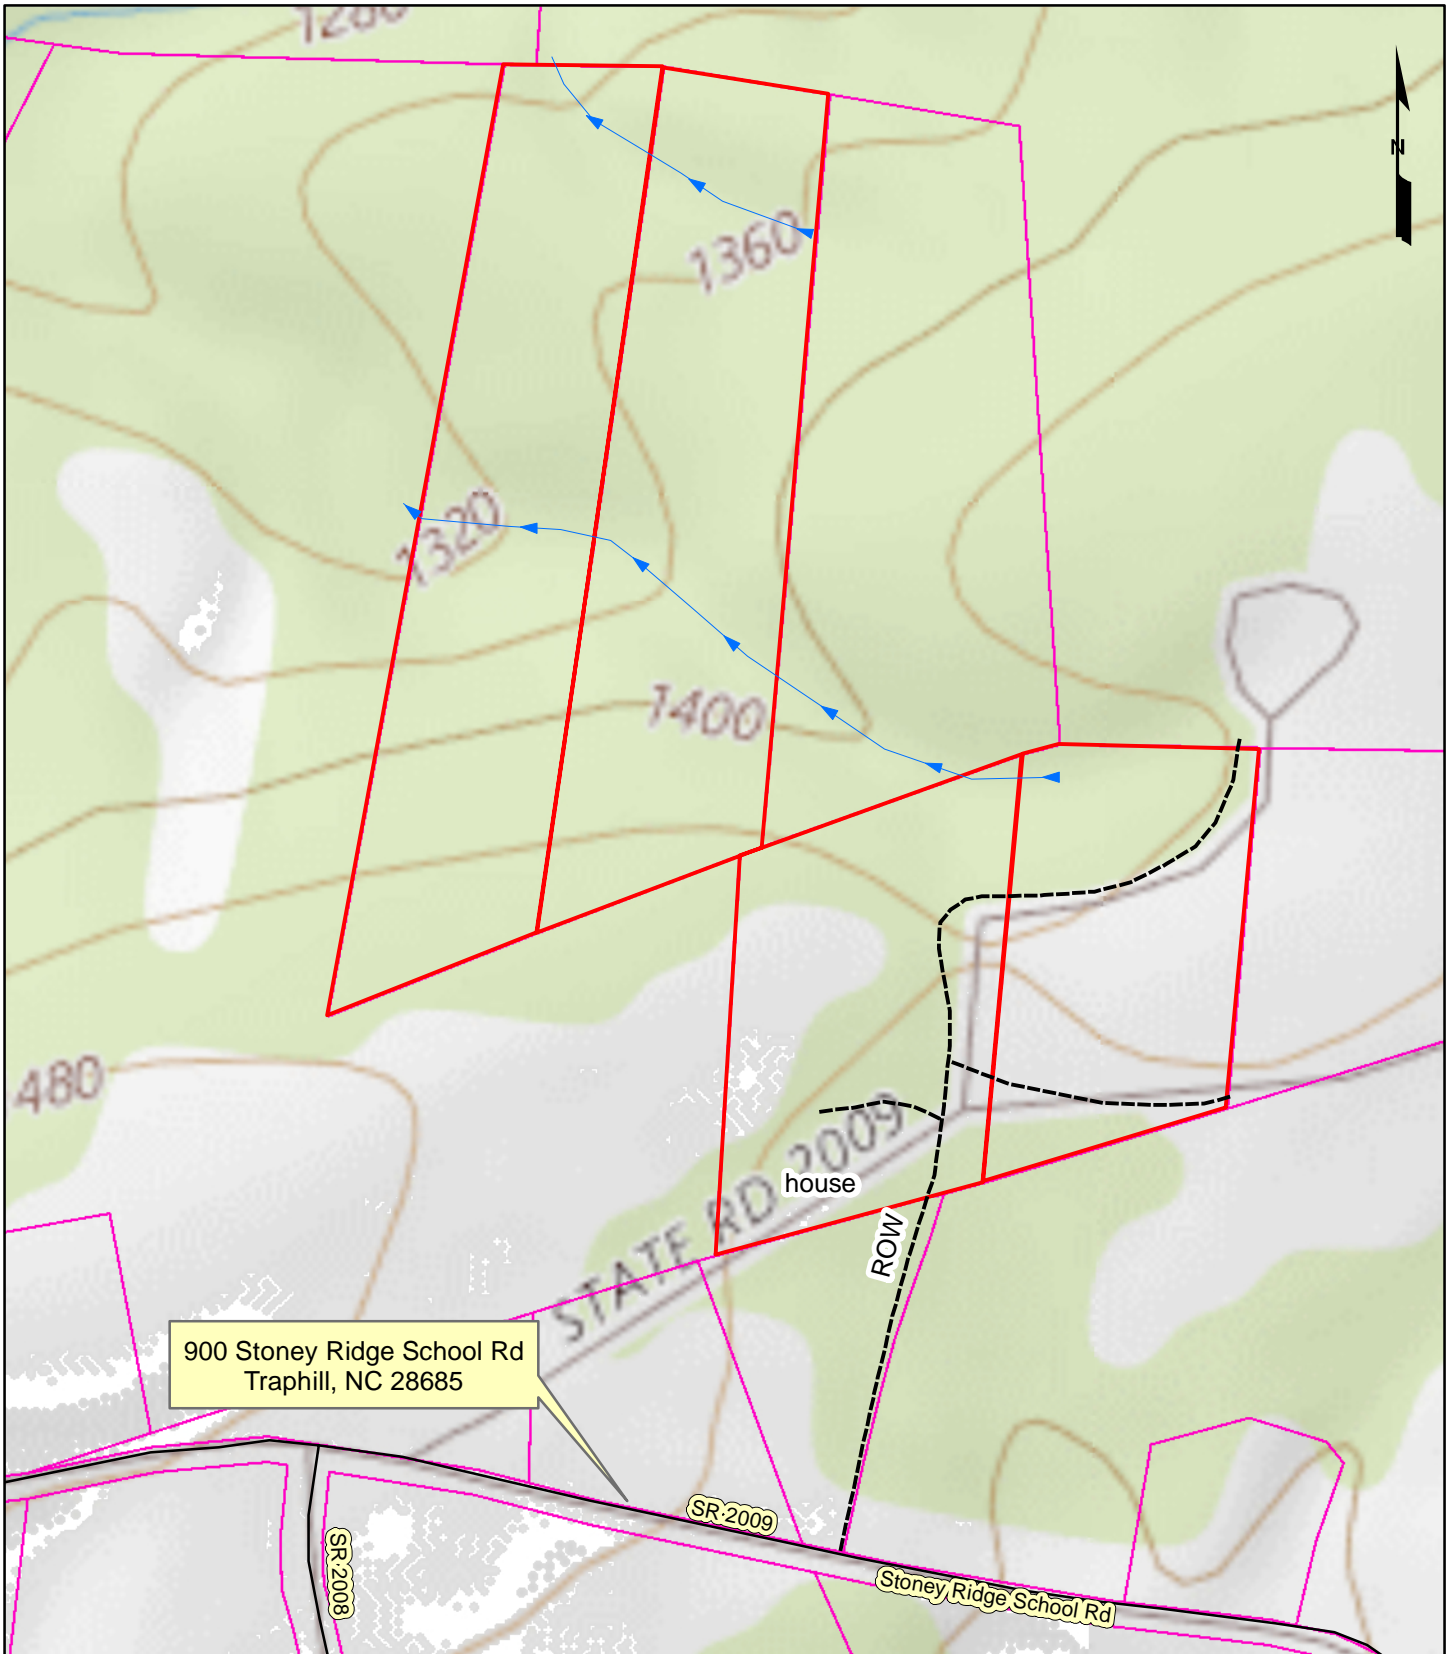 1280
N
1360
1320
1400
480
STATE RD 2009
house
ROW
900 Stoney Ridge School Rd
Traphill, NC 28685
SR 2009
SR 2008
Stoney Ridge School Rd